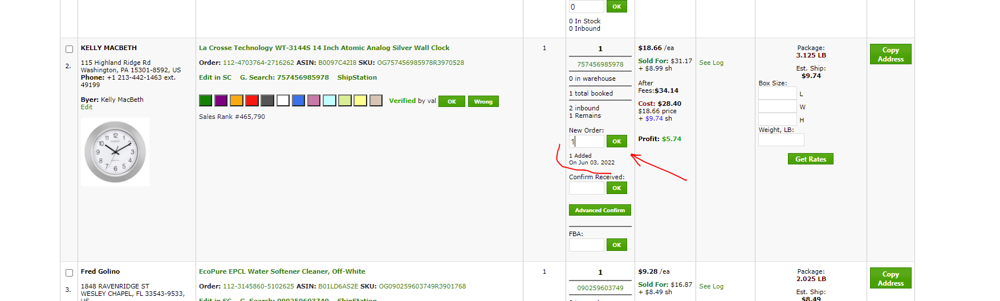 0
OK
0 In Stock
0 Inbound
2.
KELLY MACBETH
115 Highland Ridge Rd
Washington, PA 15301-8592, US
Phone: +1 213-442-1463 ext.
49199
Byer: Kelly MacBeth
Edit
La Crosse Technology WT-3144S 14 Inch Atomic Analog Silver Wall Clock
Order: 112-4703764-2716262 ASIN: B0097C42I8 SKU: OG757456985978R3970528
Edit in SC G. Search: 757456985978 ShipStation
Verified by val OK Wrong
Sales Rank #465,790
1
1
757456985978
0 in warehouse
1 total booked
2 inbound
1 Remains
New Order:
1 OK
1 Added
On Jun 03, 2022
Confirm Received:
OK
Advanced Confirm
FBA:
OK
$18.66 /ea
Sold For: $31.17
+ $8.99 sh
After
Fees:$34.14
Cost: $28.40
$18.66 price
+ $9.74 sh
Profit: $5.74
See Log
Package:
3.125 LB
Est. Ship:
$9.74
Box Size:
L
W
H
Weight, LB:
Get Rates
Copy
Address
12
1
2
3
4
5
6
7
8
9
10
11
3.
Fred Golino
1848 RAVENRIDGE ST
WESLEY CHAPEL, FL 33543-9533,
US
EcoPure EPCL Water Softener Cleaner, Off-White
Order: 112-3145860-5102625 ASIN: B01LD6AS2E SKU: OG090259603749R3901768
Edit in SC G. Search: 090259603749 ShipStation
1
1
090259603749
$9.28 /ea
Sold For: $16.87
+ $8.49 sh
See Log
Package:
2.025 LB
Est. Ship:
$8.49
Copy
Address